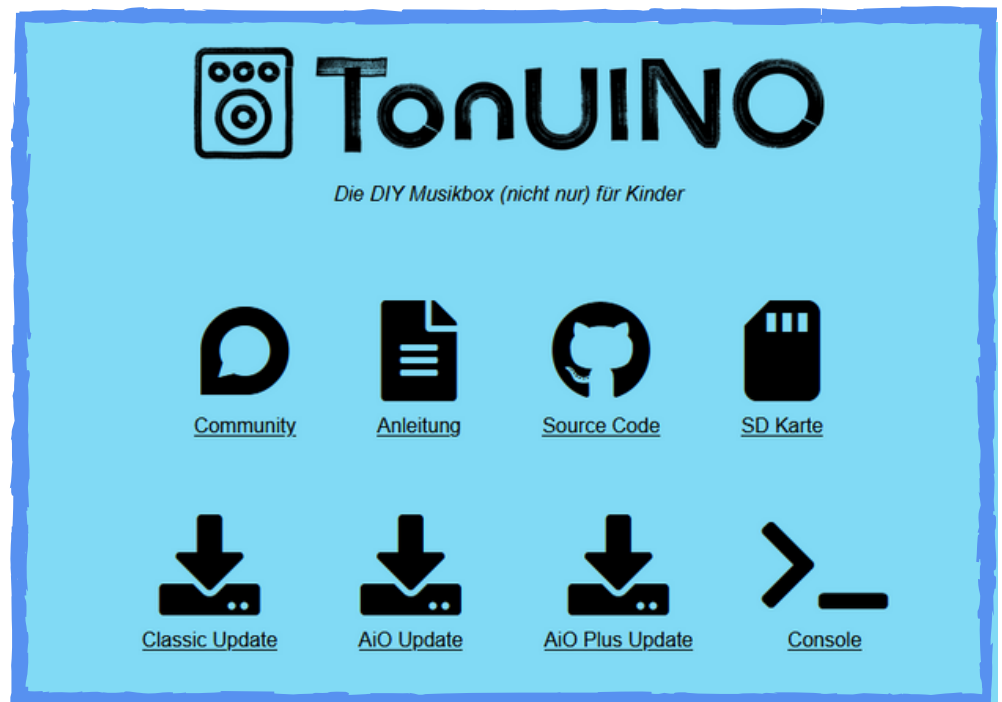 TonUINO
Die DIY Musikbox (nicht nur) für Kinder
Community Anleitung Source Code SD Karte
Classic Update AiO Update AiO Plus Update Console